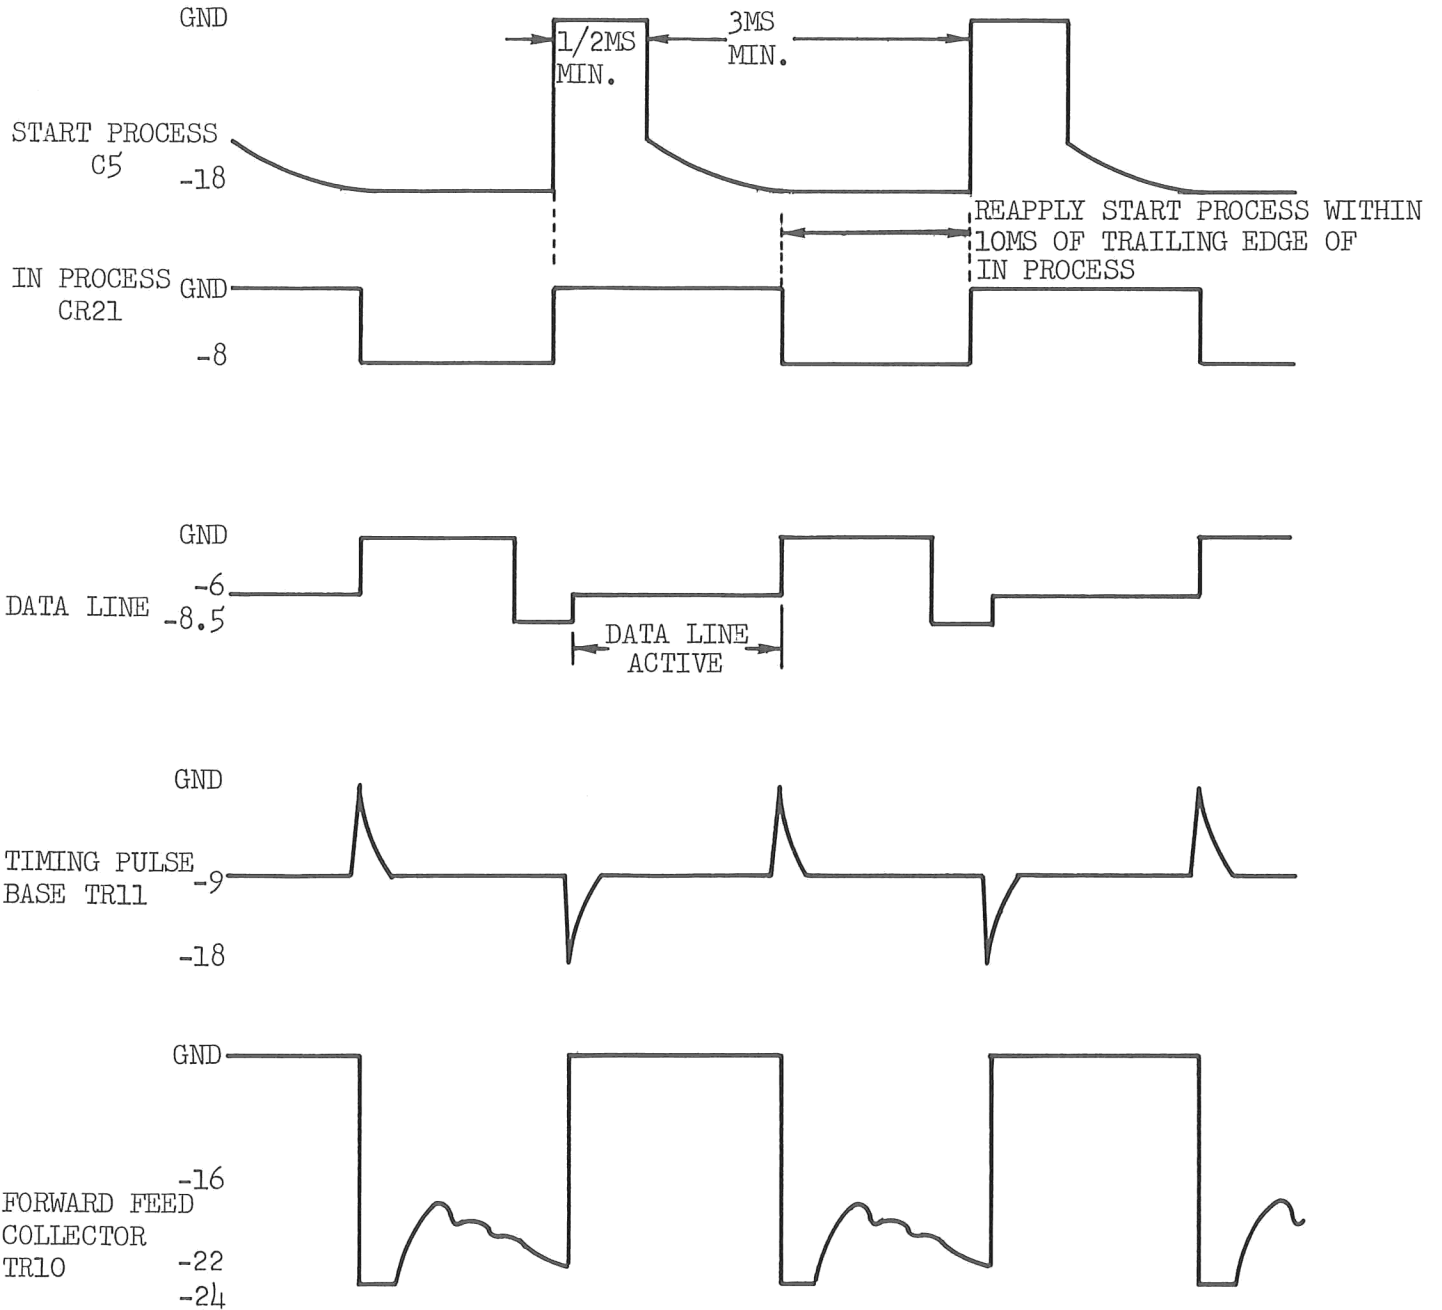 GND
1/2MS
MIN.
3MS
MIN.
START PROCESS
C5
-18
REAPPLY START PROCESS WITHIN
10MS OF TRAILING EDGE OF
IN PROCESS
IN PROCESS
CR21
GND
-8
GND
-6
DATA LINE
-8.5
DATA LINE
ACTIVE
GND
TIMING PULSE
BASE TR11
-9
-18
GND
-16
FORWARD FEED
COLLECTOR
TR10
-22
-24